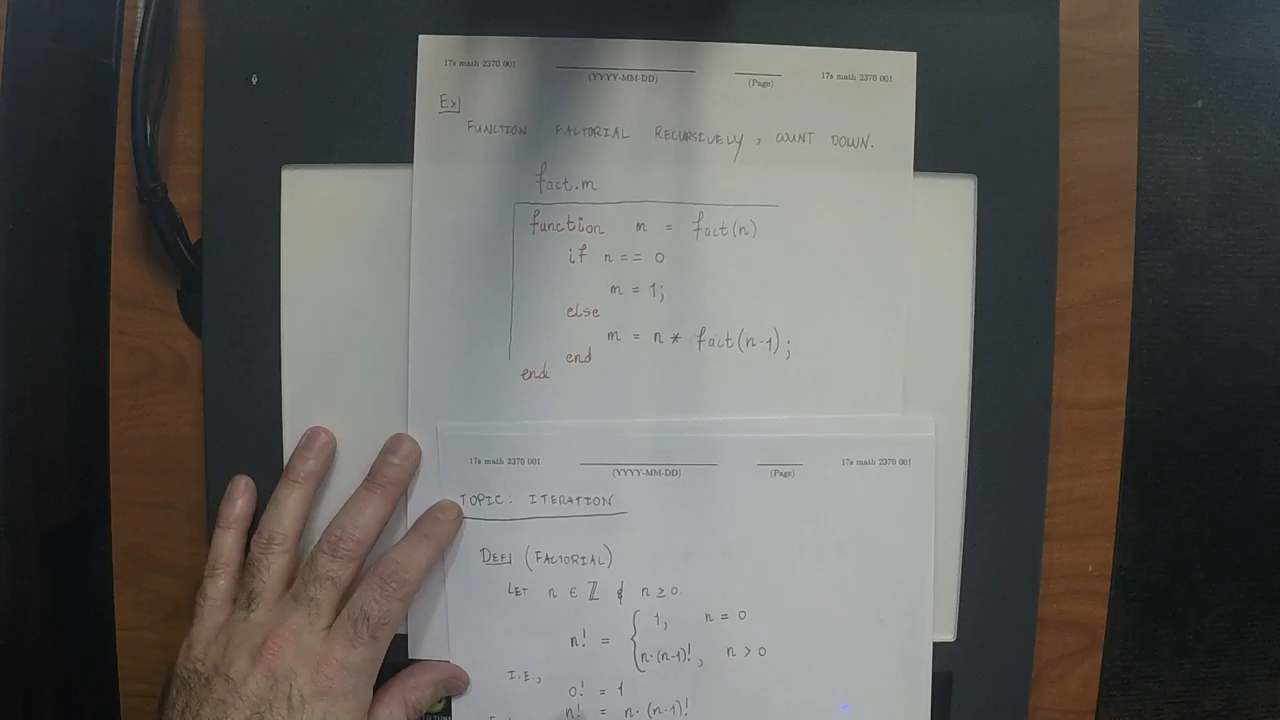 17s math 2370 001 (YYYY-MM-DD) (Page) 17s math 2370 001
Ex|
FUNCTION FACTORIAL RECURSIVELY, COUNT DOWN.
fact.m
function m = fact(n)
if n == 0
m = 1;
else
m = n * fact(n-1);
end
end
17s math 2370 001 (YYYY-MM-DD) (Page) 17s math 2370 001
TOPIC: ITERATION
DEF| (FACTORIAL)
LET n ∈ ℤ & n ≥ 0.
n! = { 1, n = 0
n·(n-1)!, n > 0
I.E.,
0! = 1
n! = n·(n-1)!